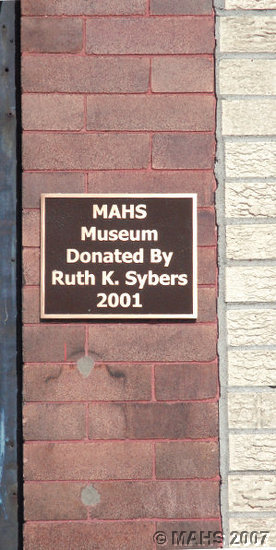 MAHS
Museum
Donated By
Ruth K. Sybers
2001
© MAHS 2007